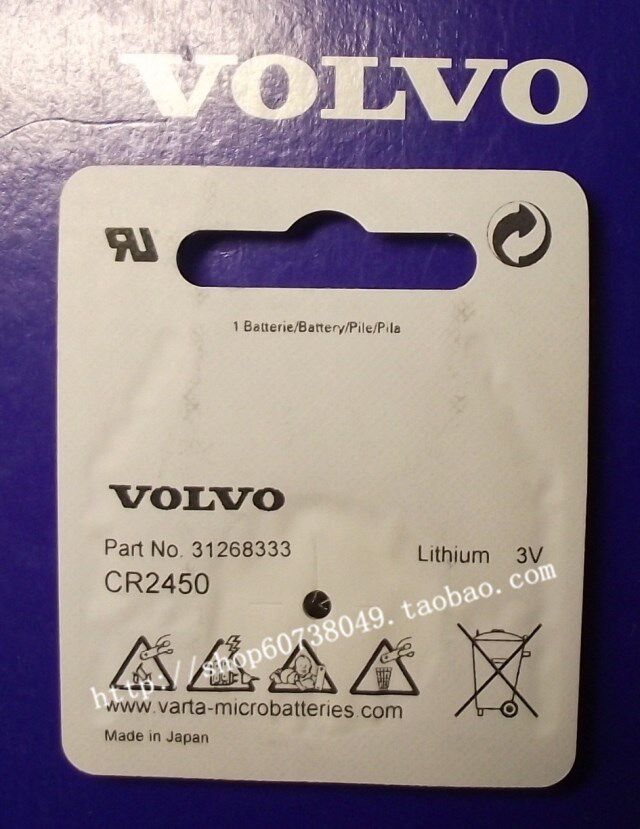 VOLVO
1 Batterie/Battery/Pile/Pila
VOLVO
Part No. 31268333
Lithium 3V
CR2450
http://shop60738049.taobao.com
www.varta-microbatteries.com
Made in Japan